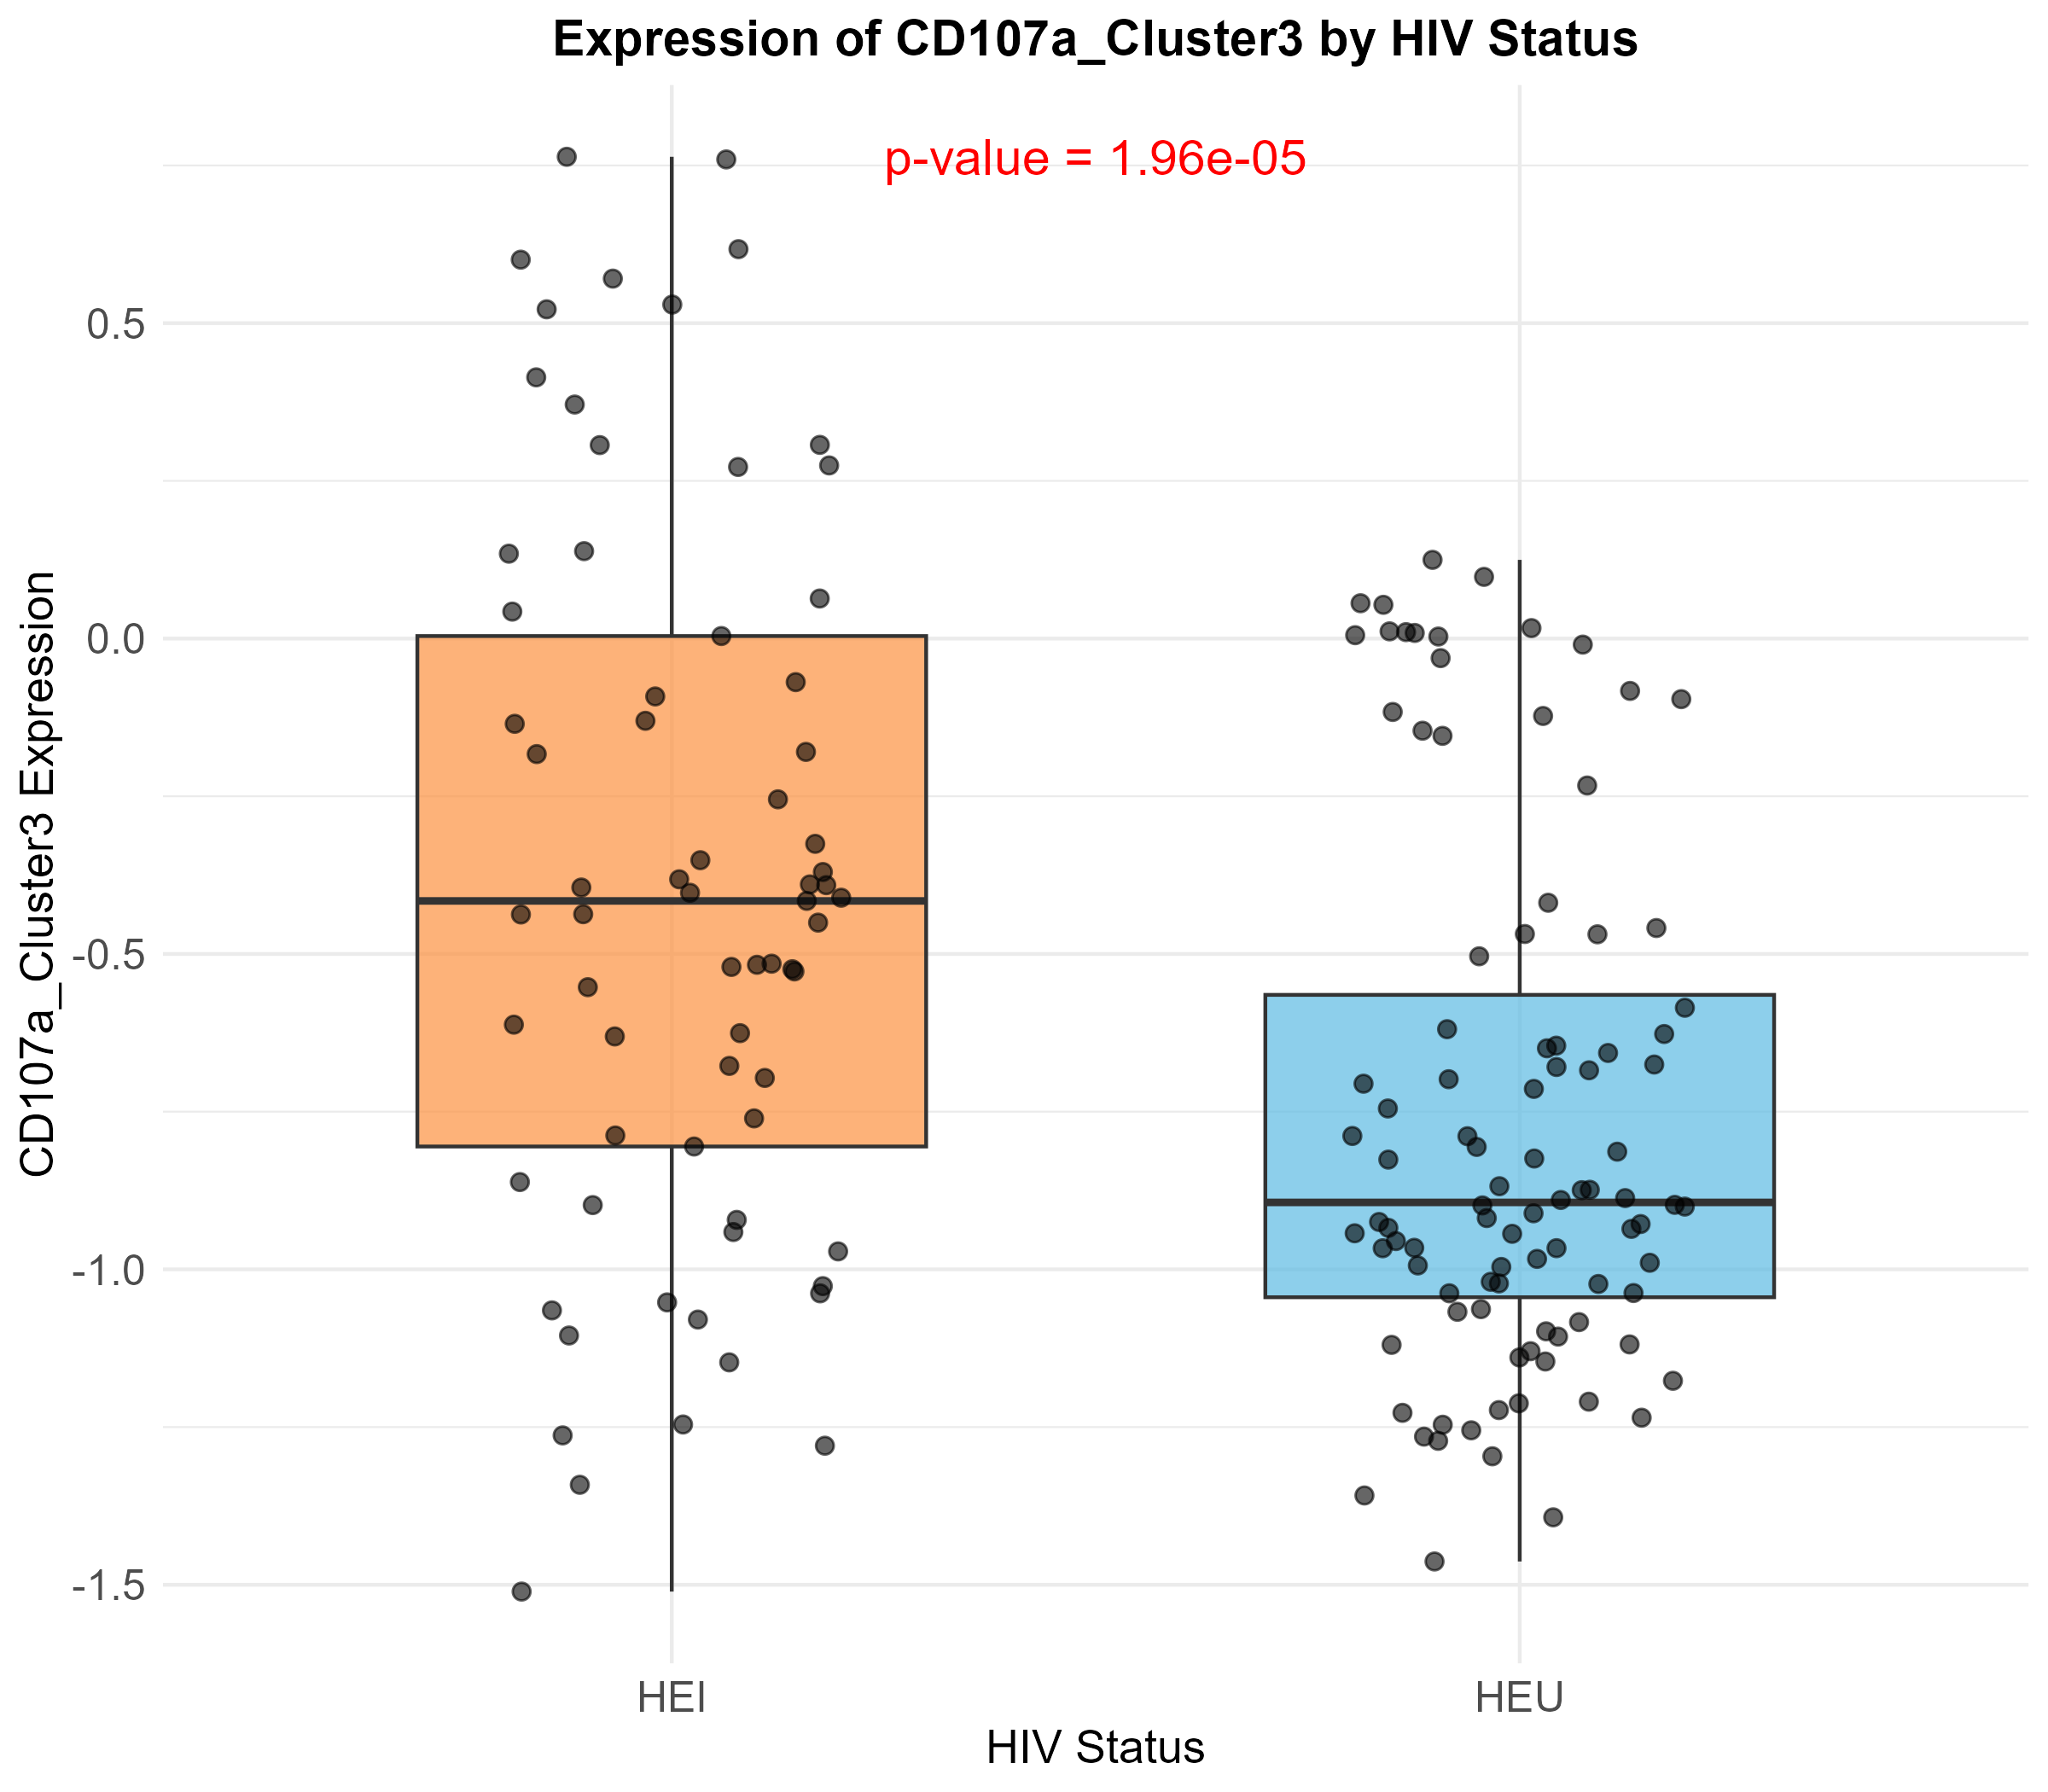 Expression of CD107a_Cluster3 by HIV Status
p-value = 1.96e-05
CD107a_Cluster3 Expression
0.5
0.0
-0.5
-1.0
-1.5
HEI
HEU
HIV Status